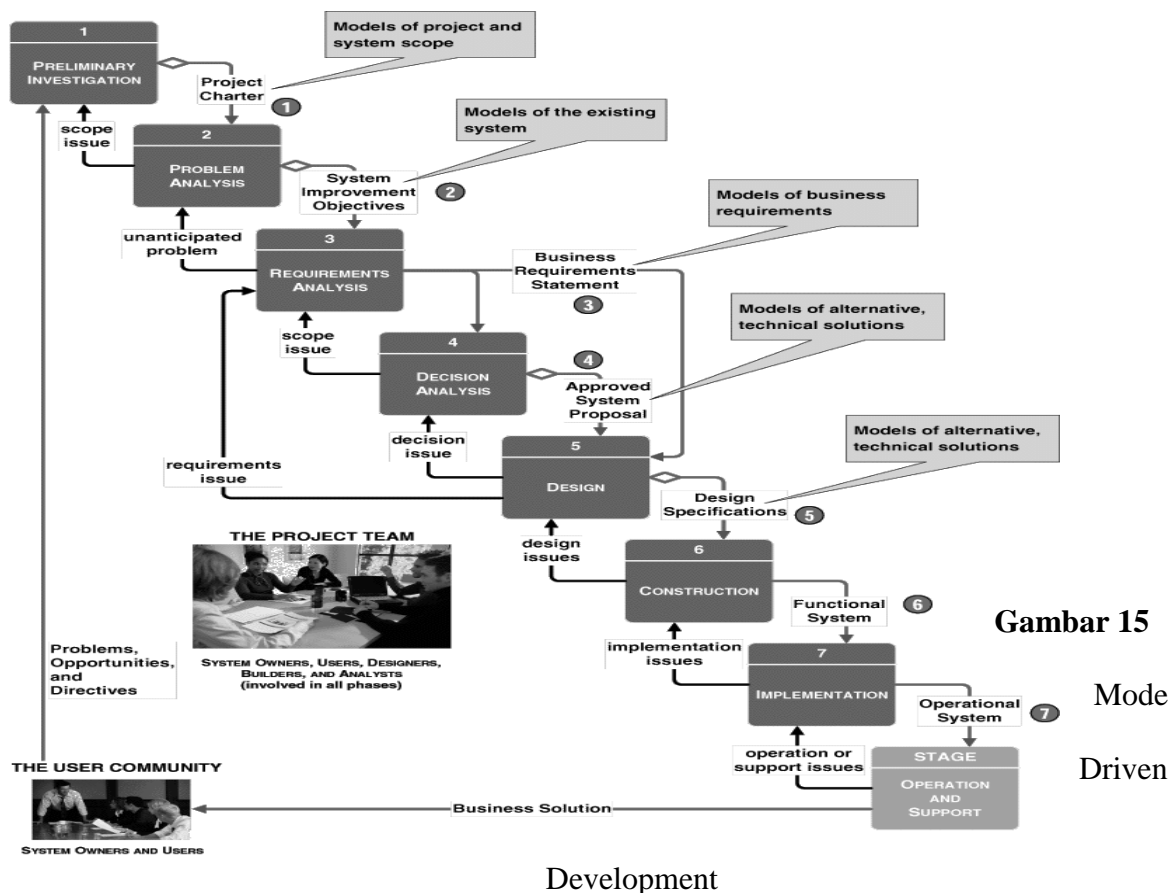 Models of project and
system scope
1
PRELIMINARY
INVESTIGATION
Project
Charter
1
scope
issue
Models of the existing
system
2
PROBLEM
ANALYSIS
System
Improvement
Objectives
2
Models of business
requirements
unanticipated
problem
3
REQUIREMENTS
ANALYSIS
Business
Requirements
Statement
3
Models of alternative,
technical solutions
scope
issue
4
DECISION
ANALYSIS
4
Approved
System
Proposal
Models of alternative,
technical solutions
decision
issue
requirements
issue
5
DESIGN
Design
Specifications
5
THE PROJECT TEAM
design
issues
6
CONSTRUCTION
Functional
System
6
Gambar 15
SYSTEM OWNERS, USERS, DESIGNERS,
BUILDERS, AND ANALYSTS
(involved in all phases)
Problems,
Opportunities,
and
Directives
implementation
issues
7
IMPLEMENTATION
Operational
System
7
Mode
THE USER COMMUNITY
operation or
support issues
STAGE
OPERATION
AND
SUPPORT
Driven
Business Solution
SYSTEM OWNERS AND USERS
Development